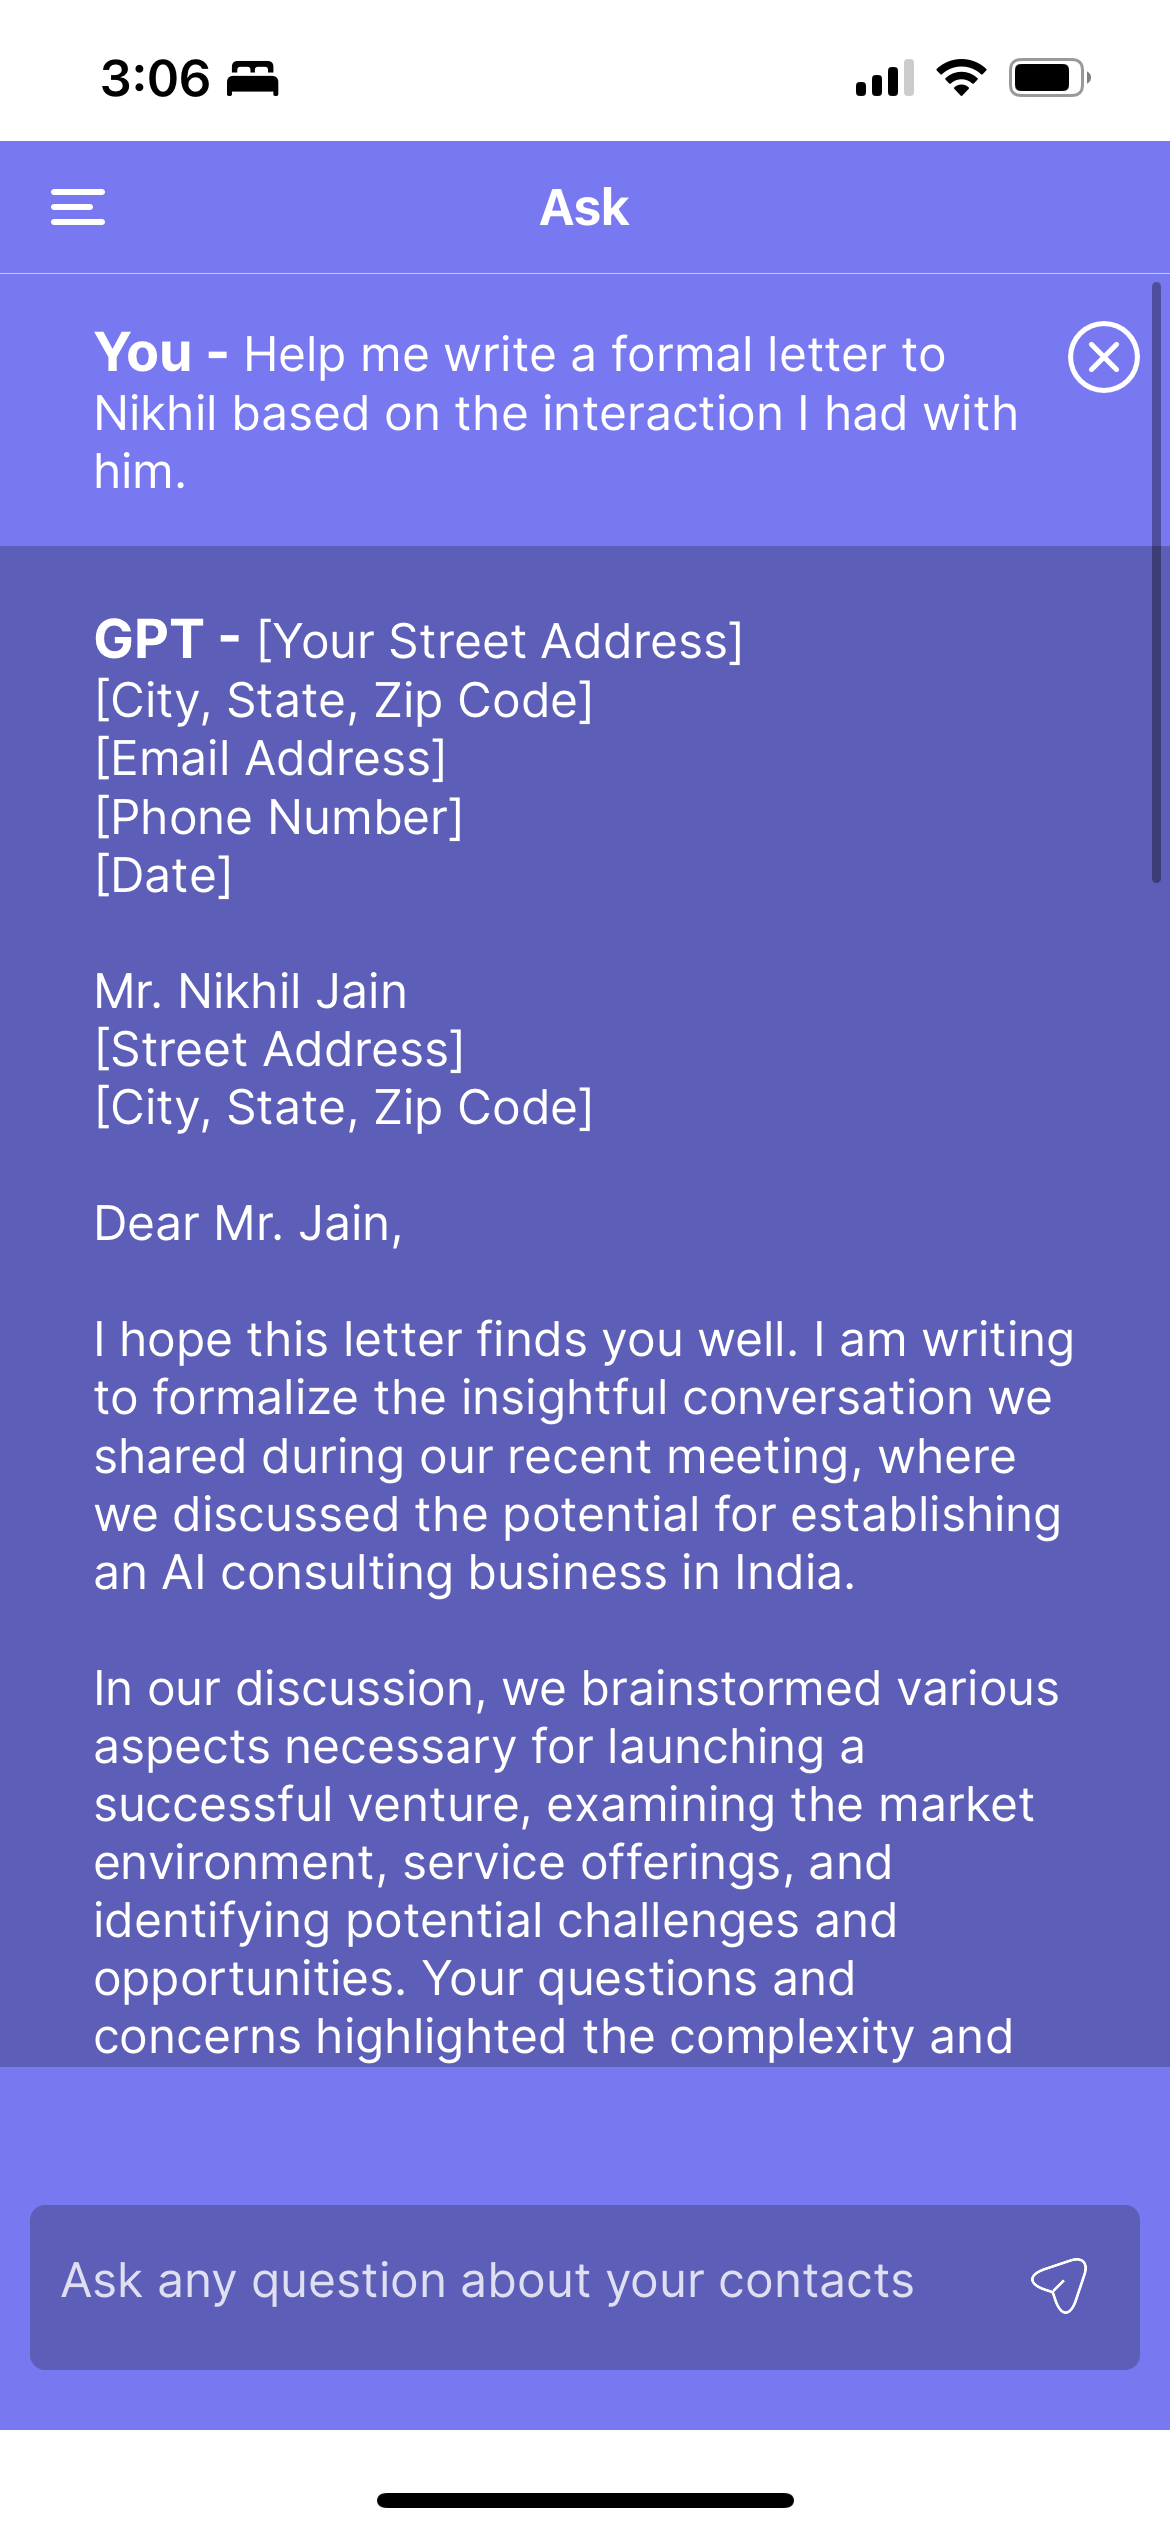 3:06
Ask
You - Help me write a formal letter to
Nikhil based on the interaction I had with
him.
GPT - [Your Street Address]
[City, State, Zip Code]
[Email Address]
[Phone Number]
[Date]
Mr. Nikhil Jain
[Street Address]
[City, State, Zip Code]
Dear Mr. Jain,
I hope this letter finds you well. I am writing
to formalize the insightful conversation we
shared during our recent meeting, where
we discussed the potential for establishing
an AI consulting business in India.
In our discussion, we brainstormed various
aspects necessary for launching a
successful venture, examining the market
environment, service offerings, and
identifying potential challenges and
opportunities. Your questions and
concerns highlighted the complexity and
Ask any question about your contacts